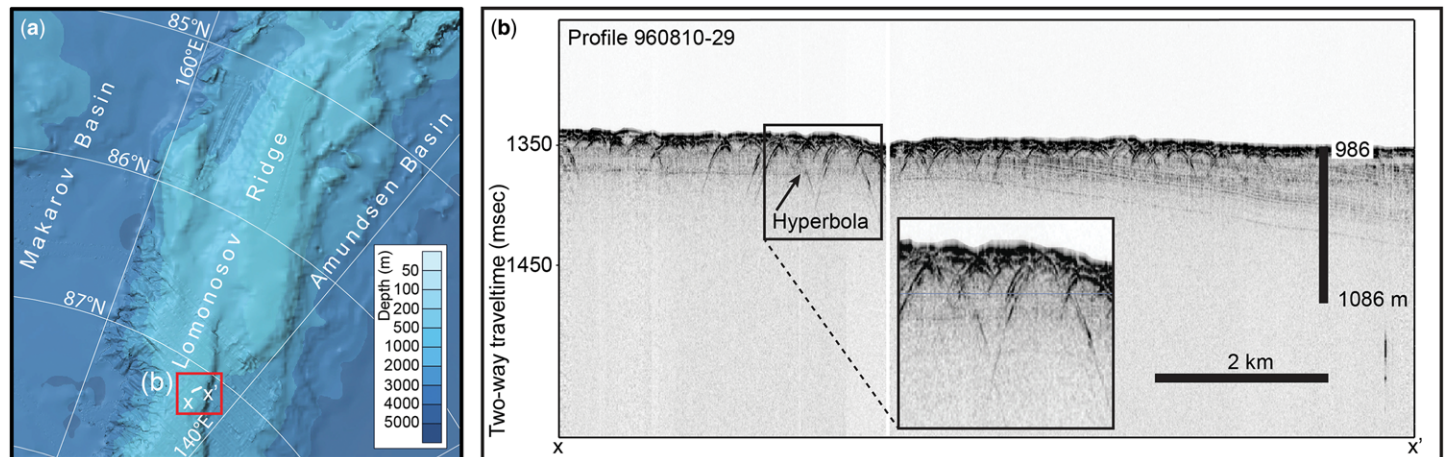 (a)
85°N
160°E
Makarov Basin
86°N
Lomonosov Ridge
Amundsen Basin
87°N
(b)
x x'
140°E
Depth (m)
50
100
200
500
1000
2000
3000
4000
5000
(b)
Profile 960810-29
Two-way traveltime (msec)
1350
1450
Hyperbola
986
1086 m
2 km
x
x'